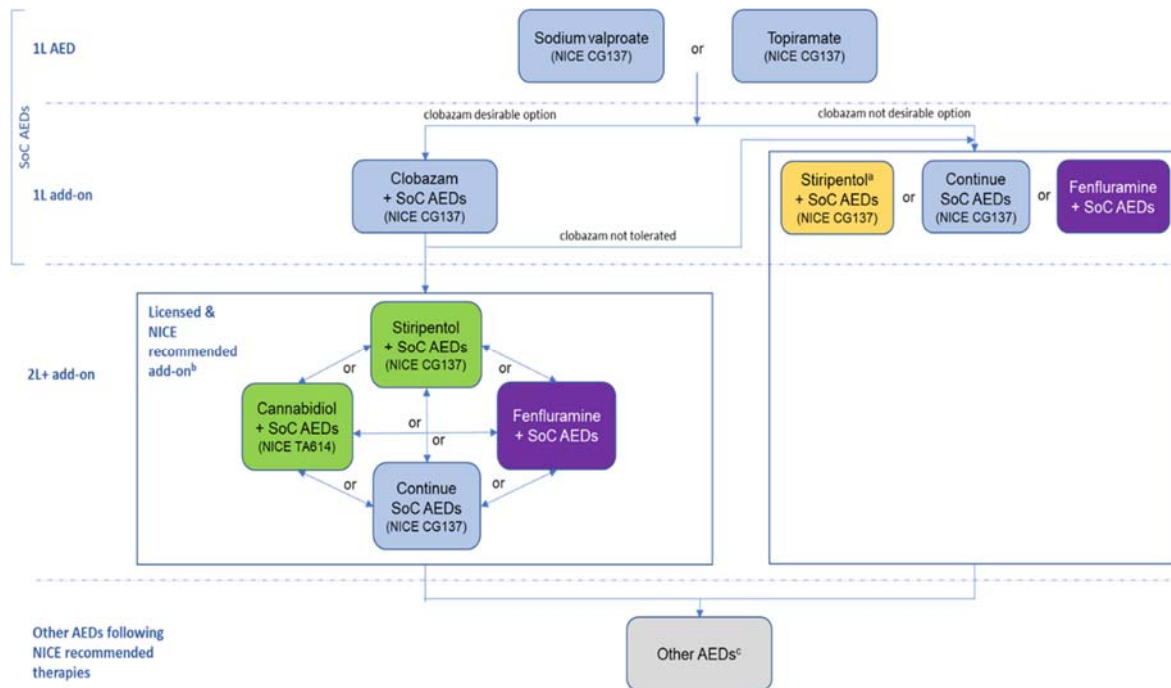 1L AED
Sodium valproate
(NICE CG137)
or
Topiramate
(NICE CG137)
SoC AEDs
clobazam desirable option
clobazam not desirable option
1L add-on
Clobazam
+ SoC AEDs
(NICE CG137)
Stiripentolᵃ
+ SoC AEDs
(NICE CG137)
or
Continue
SoC AEDs
(NICE CG137)
or
Fenfluramine
+ SoC AEDs
clobazam not tolerated
2L+ add-on
Licensed &
NICE
recommended
add-onᵇ
Stiripentol
+ SoC AEDs
(NICE CG137)
or
or
Cannabidiol
+ SoC AEDs
(NICE TA614)
or
or
Fenfluramine
+ SoC AEDs
or
Continue
SoC AEDs
(NICE CG137)
or
Other AEDs following
NICE recommended
therapies
Other AEDsᶜ